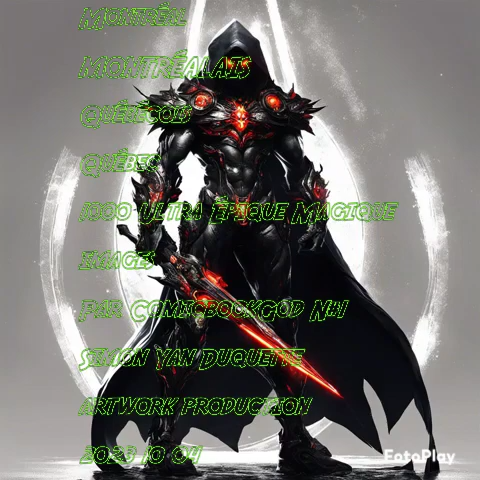 Montréal
Montréalais
Québécois
Québec
1000 Ultra Épique Magique
Images
Par Comicbookgod N#1
Simon Yan Duquette
Artwork production
2023 10 04
FotoPlay